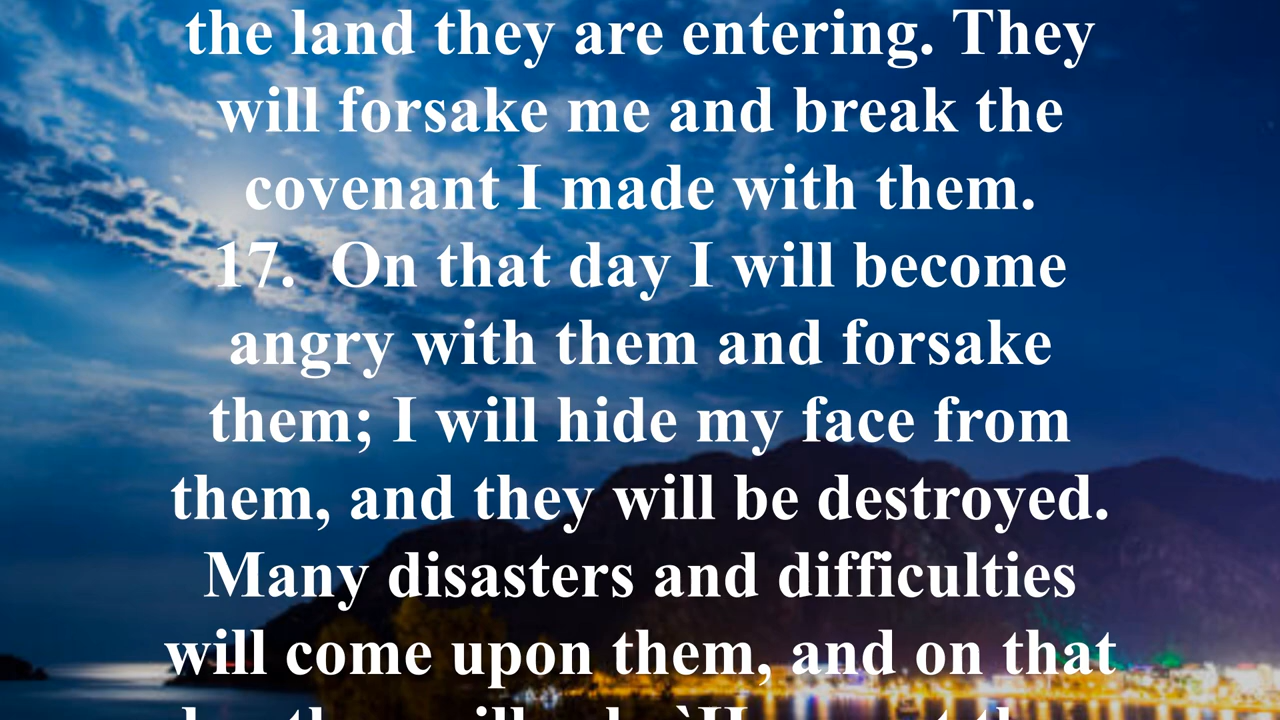 the land they are entering. They
will forsake me and break the
covenant I made with them.
17.  On that day I will become
angry with them and forsake
them; I will hide my face from
them, and they will be destroyed.
Many disasters and difficulties
will come upon them, and on that